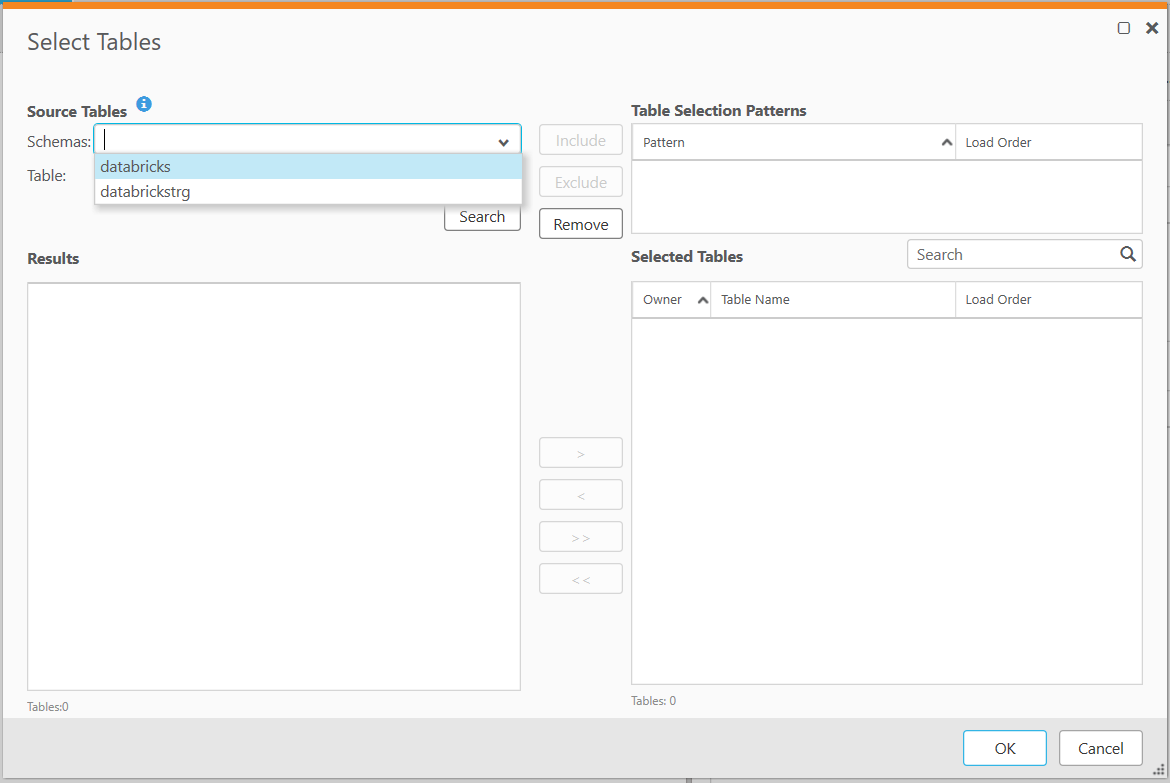 Select Tables
Source Tables
Schemas:
databricks
databrickstrg
Table:
Search
Include
Exclude
Remove
Results
Tables:0
>
<
>>
<<
Table Selection Patterns
Pattern Load Order
Selected Tables
Search
Owner Table Name Load Order
Tables: 0
OK Cancel